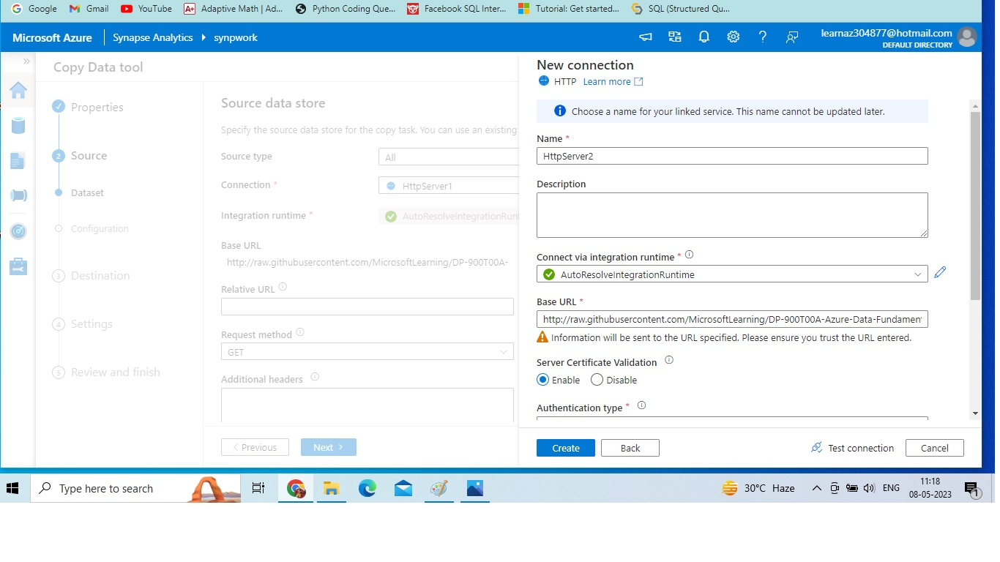 Google Gmail YouTube Adaptive Math | Ad... Python Coding Que... Facebook SQL Inter... Tutorial: Get started... SQL (Structured Qu...
Microsoft Azure Synapse Analytics synpwork
learnaz304877@hotmail.com
DEFAULT DIRECTORY
Copy Data tool
Properties
2 Source
Dataset
Configuration
3 Destination
4 Settings
5 Review and finish
Source data store
Specify the source data store for the copy task. You can use an existing
Source type All
Connection * HttpServer1
Integration runtime * AutoResolveIntegrationRunt
Base URL
http://raw.githubusercontent.com/MicrosoftLearning/DP-900T00A-
Relative URL
Request method
GET
Additional headers
< Previous Next >
New connection
HTTP Learn more
Choose a name for your linked service. This name cannot be updated later.
Name *
HttpServer2
Description
Connect via integration runtime *
AutoResolveIntegrationRuntime
Base URL *
http://raw.githubusercontent.com/MicrosoftLearning/DP-900T00A-Azure-Data-Fundamen
Information will be sent to the URL specified. Please ensure you trust the URL entered.
Server Certificate Validation
Enable Disable
Authentication type *
Create Back Test connection Cancel
Type here to search
30°C Haze
ENG
11:18
08-05-2023
1